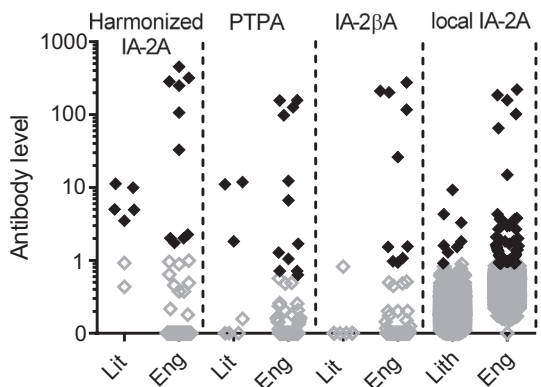 Harmonized IA-2A
PTPA
IA-2βA
local IA-2A
Antibody level
1000
100
10
1
0
Lit
Eng
Lit
Eng
Lit
Eng
Lith
Eng